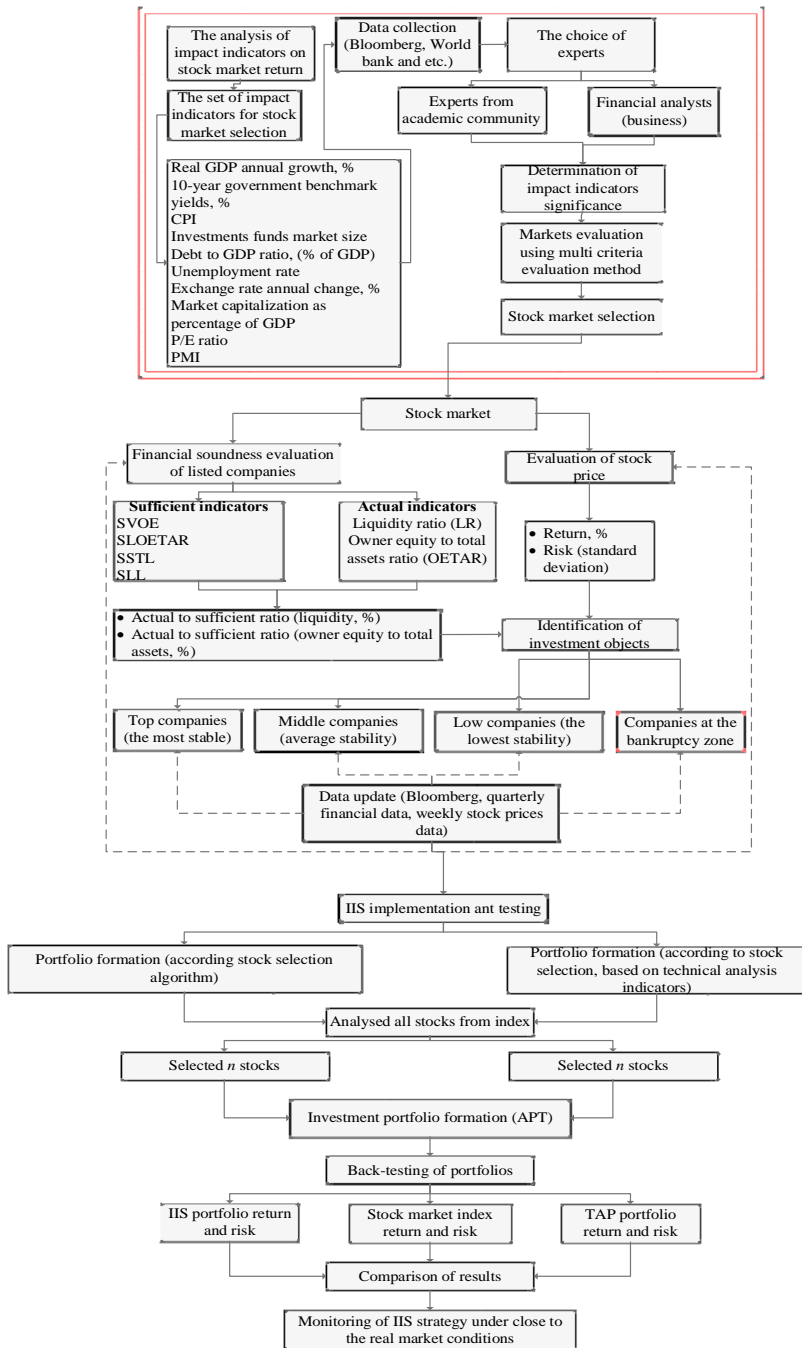 The analysis of
impact indicators on
stock market return
Data collection
(Bloomberg, World
bank and etc.)
The choice of
experts
The set of impact
indicators for stock
market selection
Experts from
academic community
Financial analysts
(business)
Real GDP annual growth, %
10-year government benchmark
yields, %
CPI
Investments funds market size
Debt to GDP ratio, (% of GDP)
Unemployment rate
Exchange rate annual change, %
Market capitalization as
percentage of GDP
P/E ratio
PMI
Determination of
impact indicators
significance
Markets evaluation
using multi criteria
evaluation method
Stock market selection
Stock market
Financial soundness evaluation
of listed companies
Evaluation of stock
price
Sufficient indicators
SVOE
SLOETAR
SSTL
SLL
Actual indicators
Liquidity ratio (LR)
Owner equity to total
assets ratio (OETAR)
• Return, %
• Risk (standard
deviation)
• Actual to sufficient ratio (liquidity, %)
• Actual to sufficient ratio (owner equity to total
assets, %)
Identification of
investment objects
Top companies
(the most stable)
Middle companies
(average stability)
Low companies (the
lowest stability)
Companies at the
bankruptcy zone
Data update (Bloomberg, quarterly
financial data, weekly stock prices
data)
IIS implementation ant testing
Portfolio formation (according stock selection
algorithm)
Portfolio formation (according to stock
selection, based on technical analysis
indicators)
Analysed all stocks from index
Selected n stocks
Selected n stocks
Investment portfolio formation (APT)
Back-testing of portfolios
IIS portfolio return
and risk
Stock market index
return and risk
TAP portfolio
return and risk
Comparison of results
Monitoring of IIS strategy under close to
the real market conditions